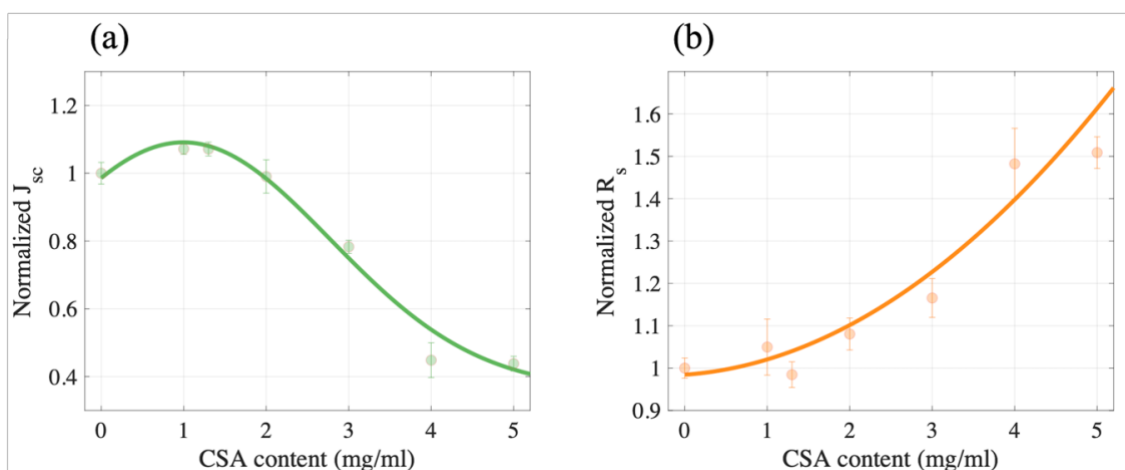 (a)
Normalized J_sc
1.2
1
0.8
0.6
0.4
0 1 2 3 4 5
CSA content (mg/ml)
(b)
Normalized R_s
1.6
1.5
1.4
1.3
1.2
1.1
1
0.9
0 1 2 3 4 5
CSA content (mg/ml)